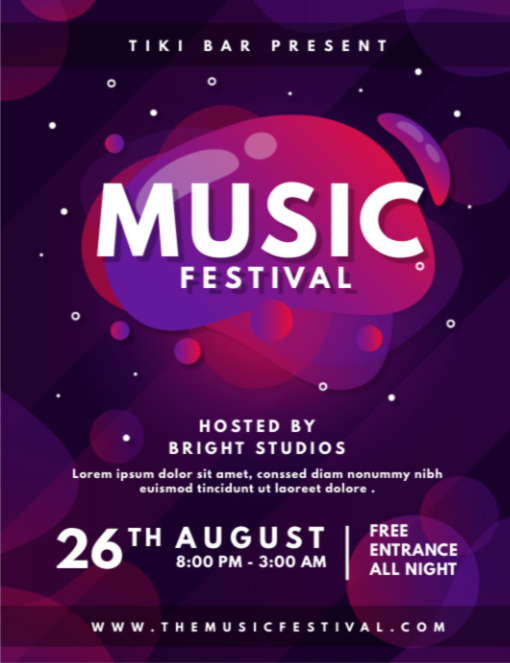 TIKI BAR PRESENT
MUSIC
FESTIVAL
HOSTED BY
BRIGHT STUDIOS
Lorem ipsum dolor sit amet, conssed diam nonummy nibh
euismod tincidunt ut laoreet dolore .
26TH AUGUST
8:00 PM - 3:00 AM
FREE
ENTRANCE
ALL NIGHT
WWW.THEMUSICFESTIVAL.COM